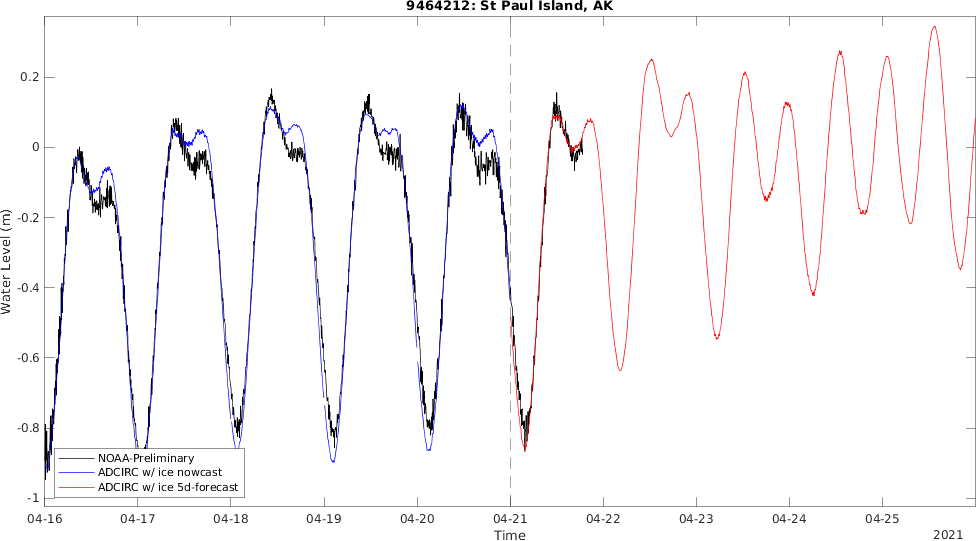 9464212: St Paul Island, AK
Water Level (m)
0.2
0
-0.2
-0.4
-0.6
-0.8
-1
NOAA-Preliminary
ADCIRC w/ ice nowcast
ADCIRC w/ ice 5d-forecast
04-16 04-17 04-18 04-19 04-20 04-21 04-22 04-23 04-24 04-25
Time
2021